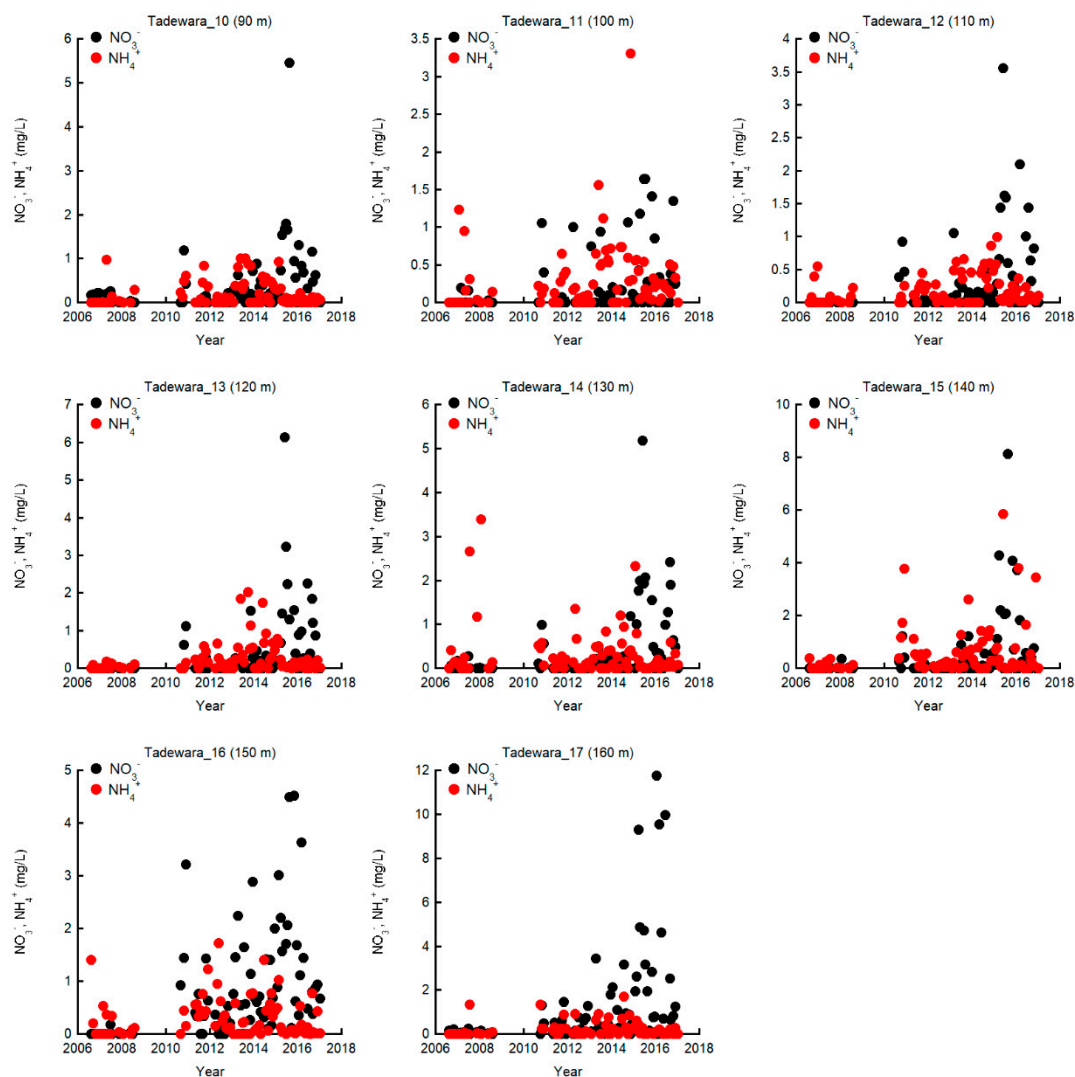 Tadewara_10 (90 m)
NO3-
NH4+
NO3-, NH4+ (mg/L)
6
5
4
3
2
1
0
2006 2008 2010 2012 2014 2016 2018
Year
Tadewara_11 (100 m)
NO3-
NH4+
NO3-, NH4+ (mg/L)
3.5
3
2.5
2
1.5
1
0.5
0
2006 2008 2010 2012 2014 2016 2018
Year
Tadewara_12 (110 m)
NO3-
NH4+
NO3-, NH4+ (mg/L)
4
3.5
3
2.5
2
1.5
1
0.5
0
2006 2008 2010 2012 2014 2016 2018
Year
Tadewara_13 (120 m)
NO3-
NH4+
NO3-, NH4+ (mg/L)
7
6
5
4
3
2
1
0
2006 2008 2010 2012 2014 2016 2018
Year
Tadewara_14 (130 m)
NO3-
NH4+
NO3-, NH4+ (mg/L)
6
5
4
3
2
1
0
2006 2008 2010 2012 2014 2016 2018
Year
Tadewara_15 (140 m)
NO3-
NH4+
NO3-, NH4+ (mg/L)
10
8
6
4
2
0
2006 2008 2010 2012 2014 2016 2018
Year
Tadewara_16 (150 m)
NO3-
NH4+
NO3-, NH4+ (mg/L)
5
4
3
2
1
0
2006 2008 2010 2012 2014 2016 2018
Year
Tadewara_17 (160 m)
NO3-
NH4+
NO3-, NH4+ (mg/L)
12
10
8
6
4
2
0
2006 2008 2010 2012 2014 2016 2018
Year